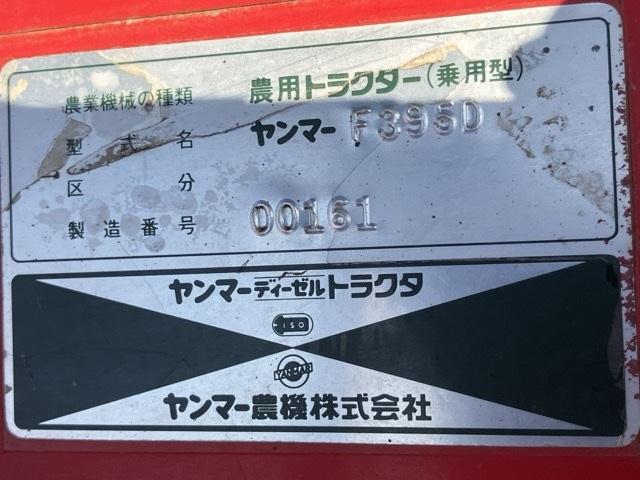 農業機械の種類 農用トラクター(乗用型)
型式名 ヤンマー F395D
区分
製造番号 00161
ヤンマーディーゼルトラクタ
ISO
YANMAR
ヤンマー農機株式会社